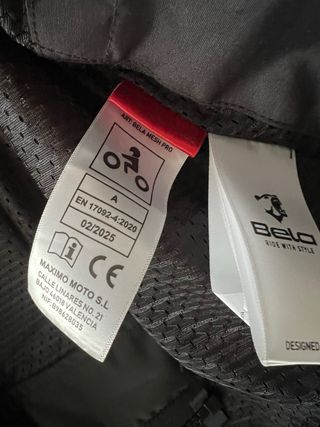 ART: BELA MESH PRO
A
EN 17092-4:2020
02/2025
i
CE
MAXIMO MOTO S.L
CALLE LINARES NO. 21
BAJO 46018 VALENCIA
NIF: B98628035
Bela
RIDE WITH STYLE
DESIGNED